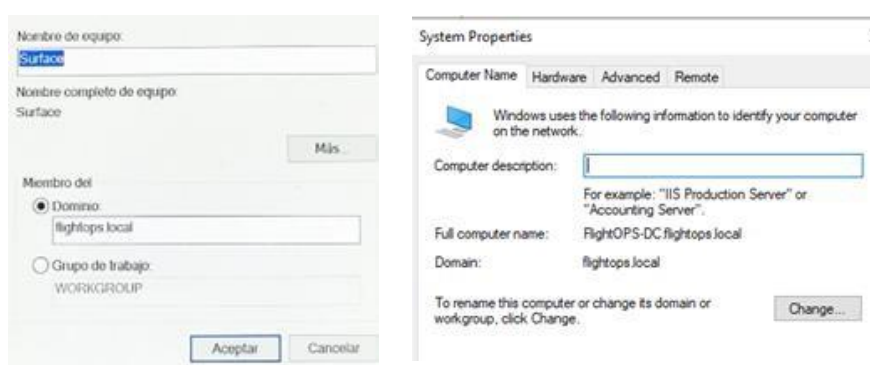 Nombre de equipo:
Surface
Nombre completo de equipo:
Surface
Más...
Miembro del
Dominio:
flightops.local
Grupo de trabajo:
WORKGROUP
Aceptar
Cancelar
System Properties
Computer Name
Hardware
Advanced
Remote
Windows uses the following information to identify your computer
on the network.
Computer description:
For example: "IIS Production Server" or
"Accounting Server".
Full computer name:
FlightOPS-DC.flightops.local
Domain:
flightops.local
To rename this computer or change its domain or
workgroup, click Change.
Change...